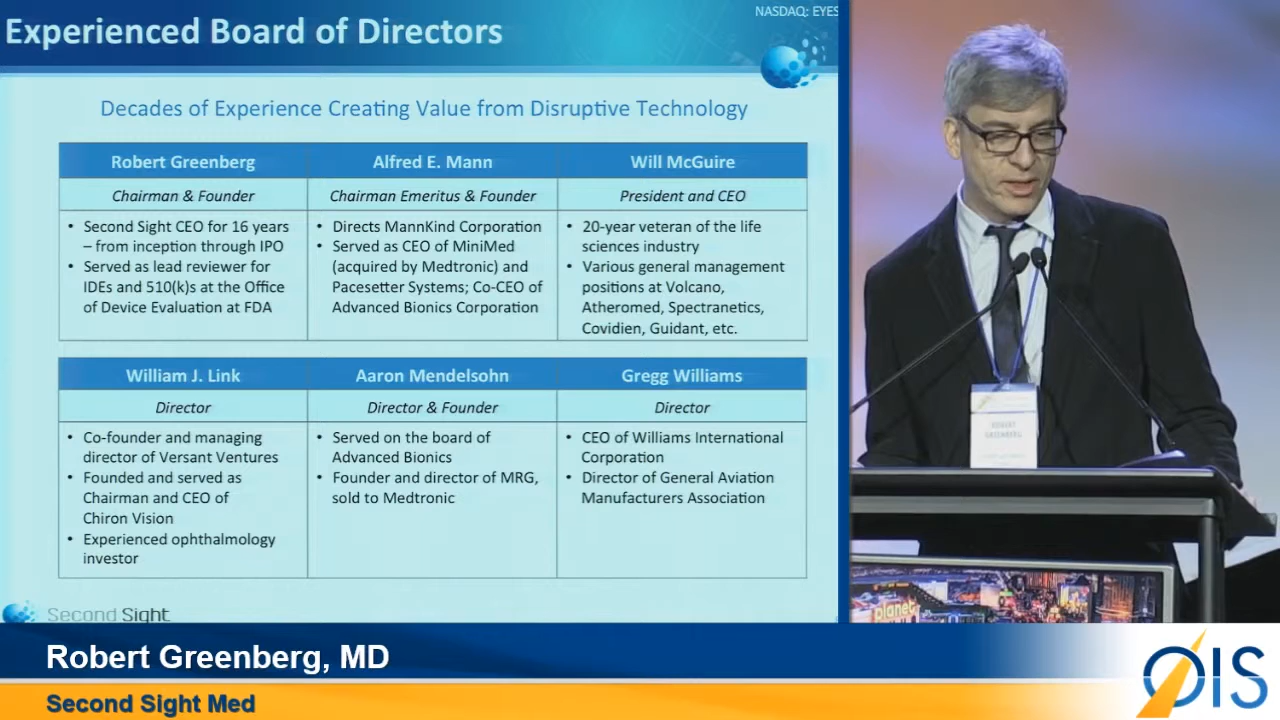 NASDAQ: EYES
Experienced Board of Directors
Decades of Experience Creating Value from Disruptive Technology
Robert Greenberg
Chairman & Founder
• Second Sight CEO for 16 years
– from inception through IPO
• Served as lead reviewer for
IDEs and 510(k)s at the Office
of Device Evaluation at FDA
Alfred E. Mann
Chairman Emeritus & Founder
• Directs MannKind Corporation
• Served as CEO of MiniMed
(acquired by Medtronic) and
Pacesetter Systems; Co-CEO of
Advanced Bionics Corporation
Will McGuire
President and CEO
• 20-year veteran of the life
sciences industry
• Various general management
positions at Volcano,
Atheromed, Spectranetics,
Covidien, Guidant, etc.
William J. Link
Director
• Co-founder and managing
director of Versant Ventures
• Founded and served as
Chairman and CEO of
Chiron Vision
• Experienced ophthalmology
investor
Aaron Mendelsohn
Director & Founder
• Served on the board of
Advanced Bionics
• Founder and director of MRG,
sold to Medtronic
Gregg Williams
Director
• CEO of Williams International
Corporation
• Director of General Aviation
Manufacturers Association
Second Sight
ROBERT
GREENBERG
planet
Robert Greenberg, MD
Second Sight Med
OIS